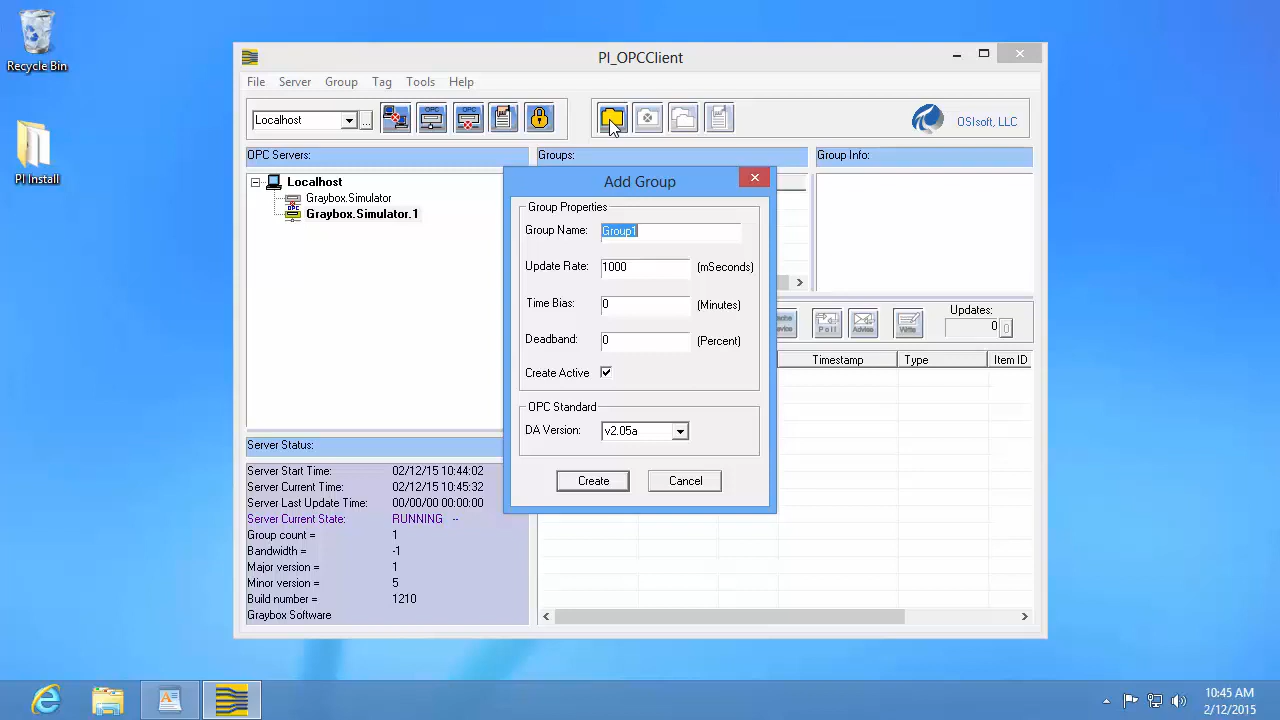 Recycle Bin
PI Install
PI_OPCClient
File Server Group Tag Tools Help
Localhost
...
OPC
OPC
OSIsoft, LLC
OPC Servers:
Groups:
Group Info:
Localhost
Graybox.Simulator
Graybox.Simulator.1
Add Group
Group Properties
Group Name: Group1
Update Rate: 1000 (mSeconds)
Time Bias: 0 (Minutes)
Deadband: 0 (Percent)
Create Active
OPC Standard
DA Version: v2.05a
Create Cancel
Poll
Advise
Write
Updates:
0 0
Timestamp Type Item ID
Server Status:
Server Start Time: 02/12/15 10:44:02
Server Current Time: 02/12/15 10:45:32
Server Last Update Time: 00/00/00 00:00:00
Server Current State: RUNNING --
Group count = 1
Bandwidth = -1
Major version = 1
Minor version = 5
Build number = 1210
Graybox Software
10:45 AM
2/12/2015